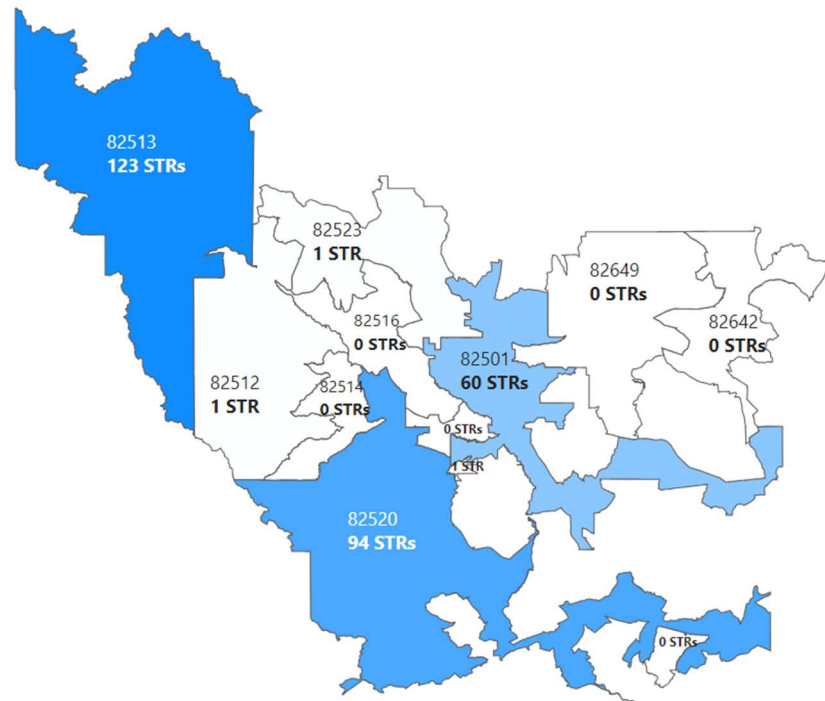 82513
123 STRs
82523
1 STR
82649
0 STRs
82516
0 STRs
82642
0 STRs
82501
60 STRs
82512
1 STR
82514
0 STRs
0 STRs
1 STR
82520
94 STRs
0 STRs